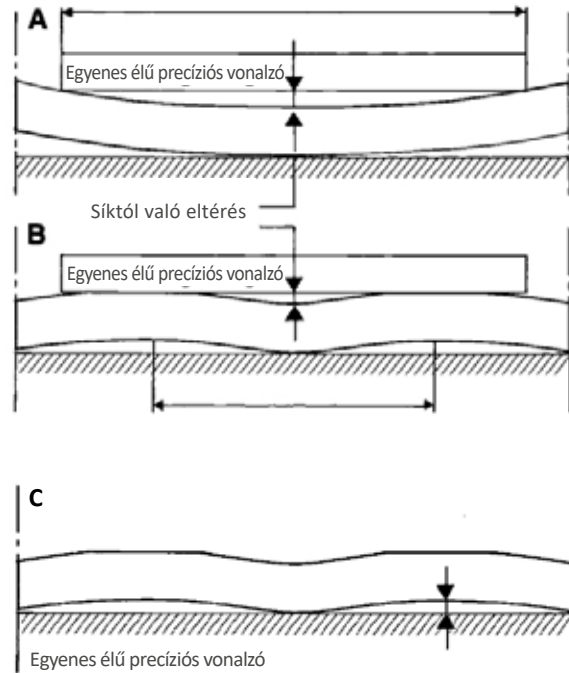 A
Egyenes élű precíziós vonalzó
Síktól való eltérés
B
Egyenes élű precíziós vonalzó
C
Egyenes élű precíziós vonalzó